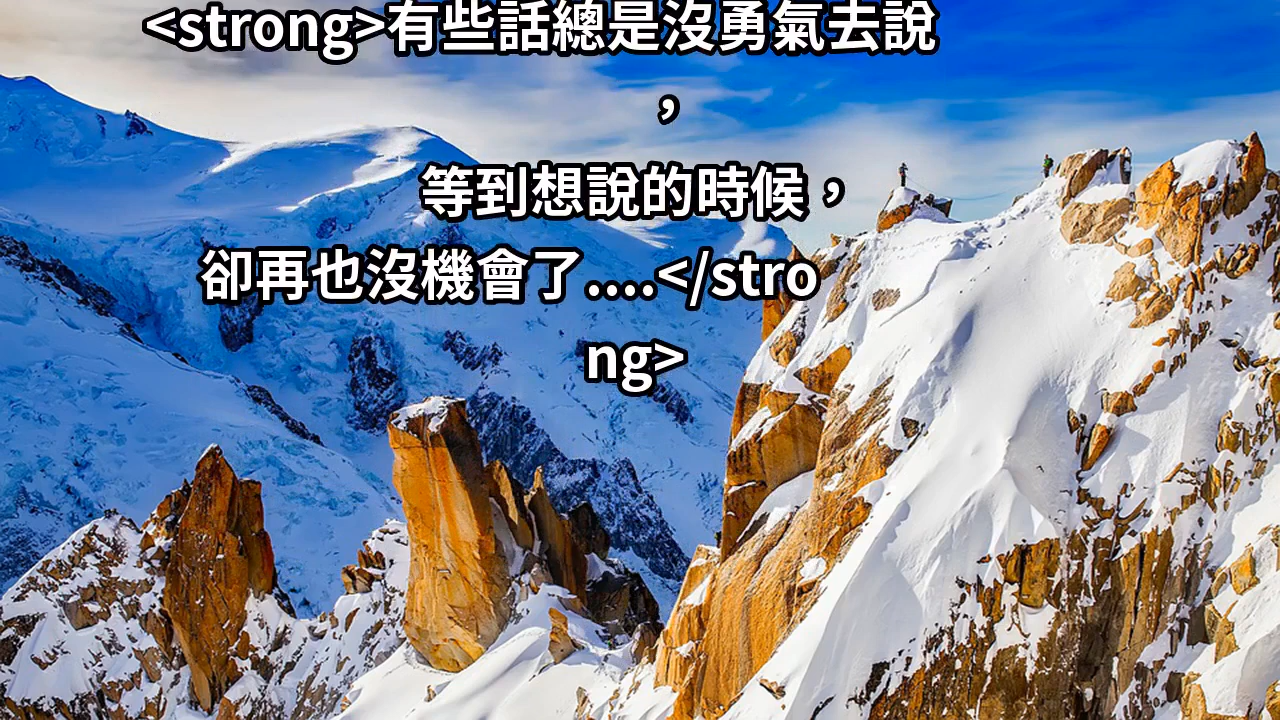 <strong>有些話總是沒勇氣去說
，
等到想說的時候，
卻再也沒機會了....</stro
ng>